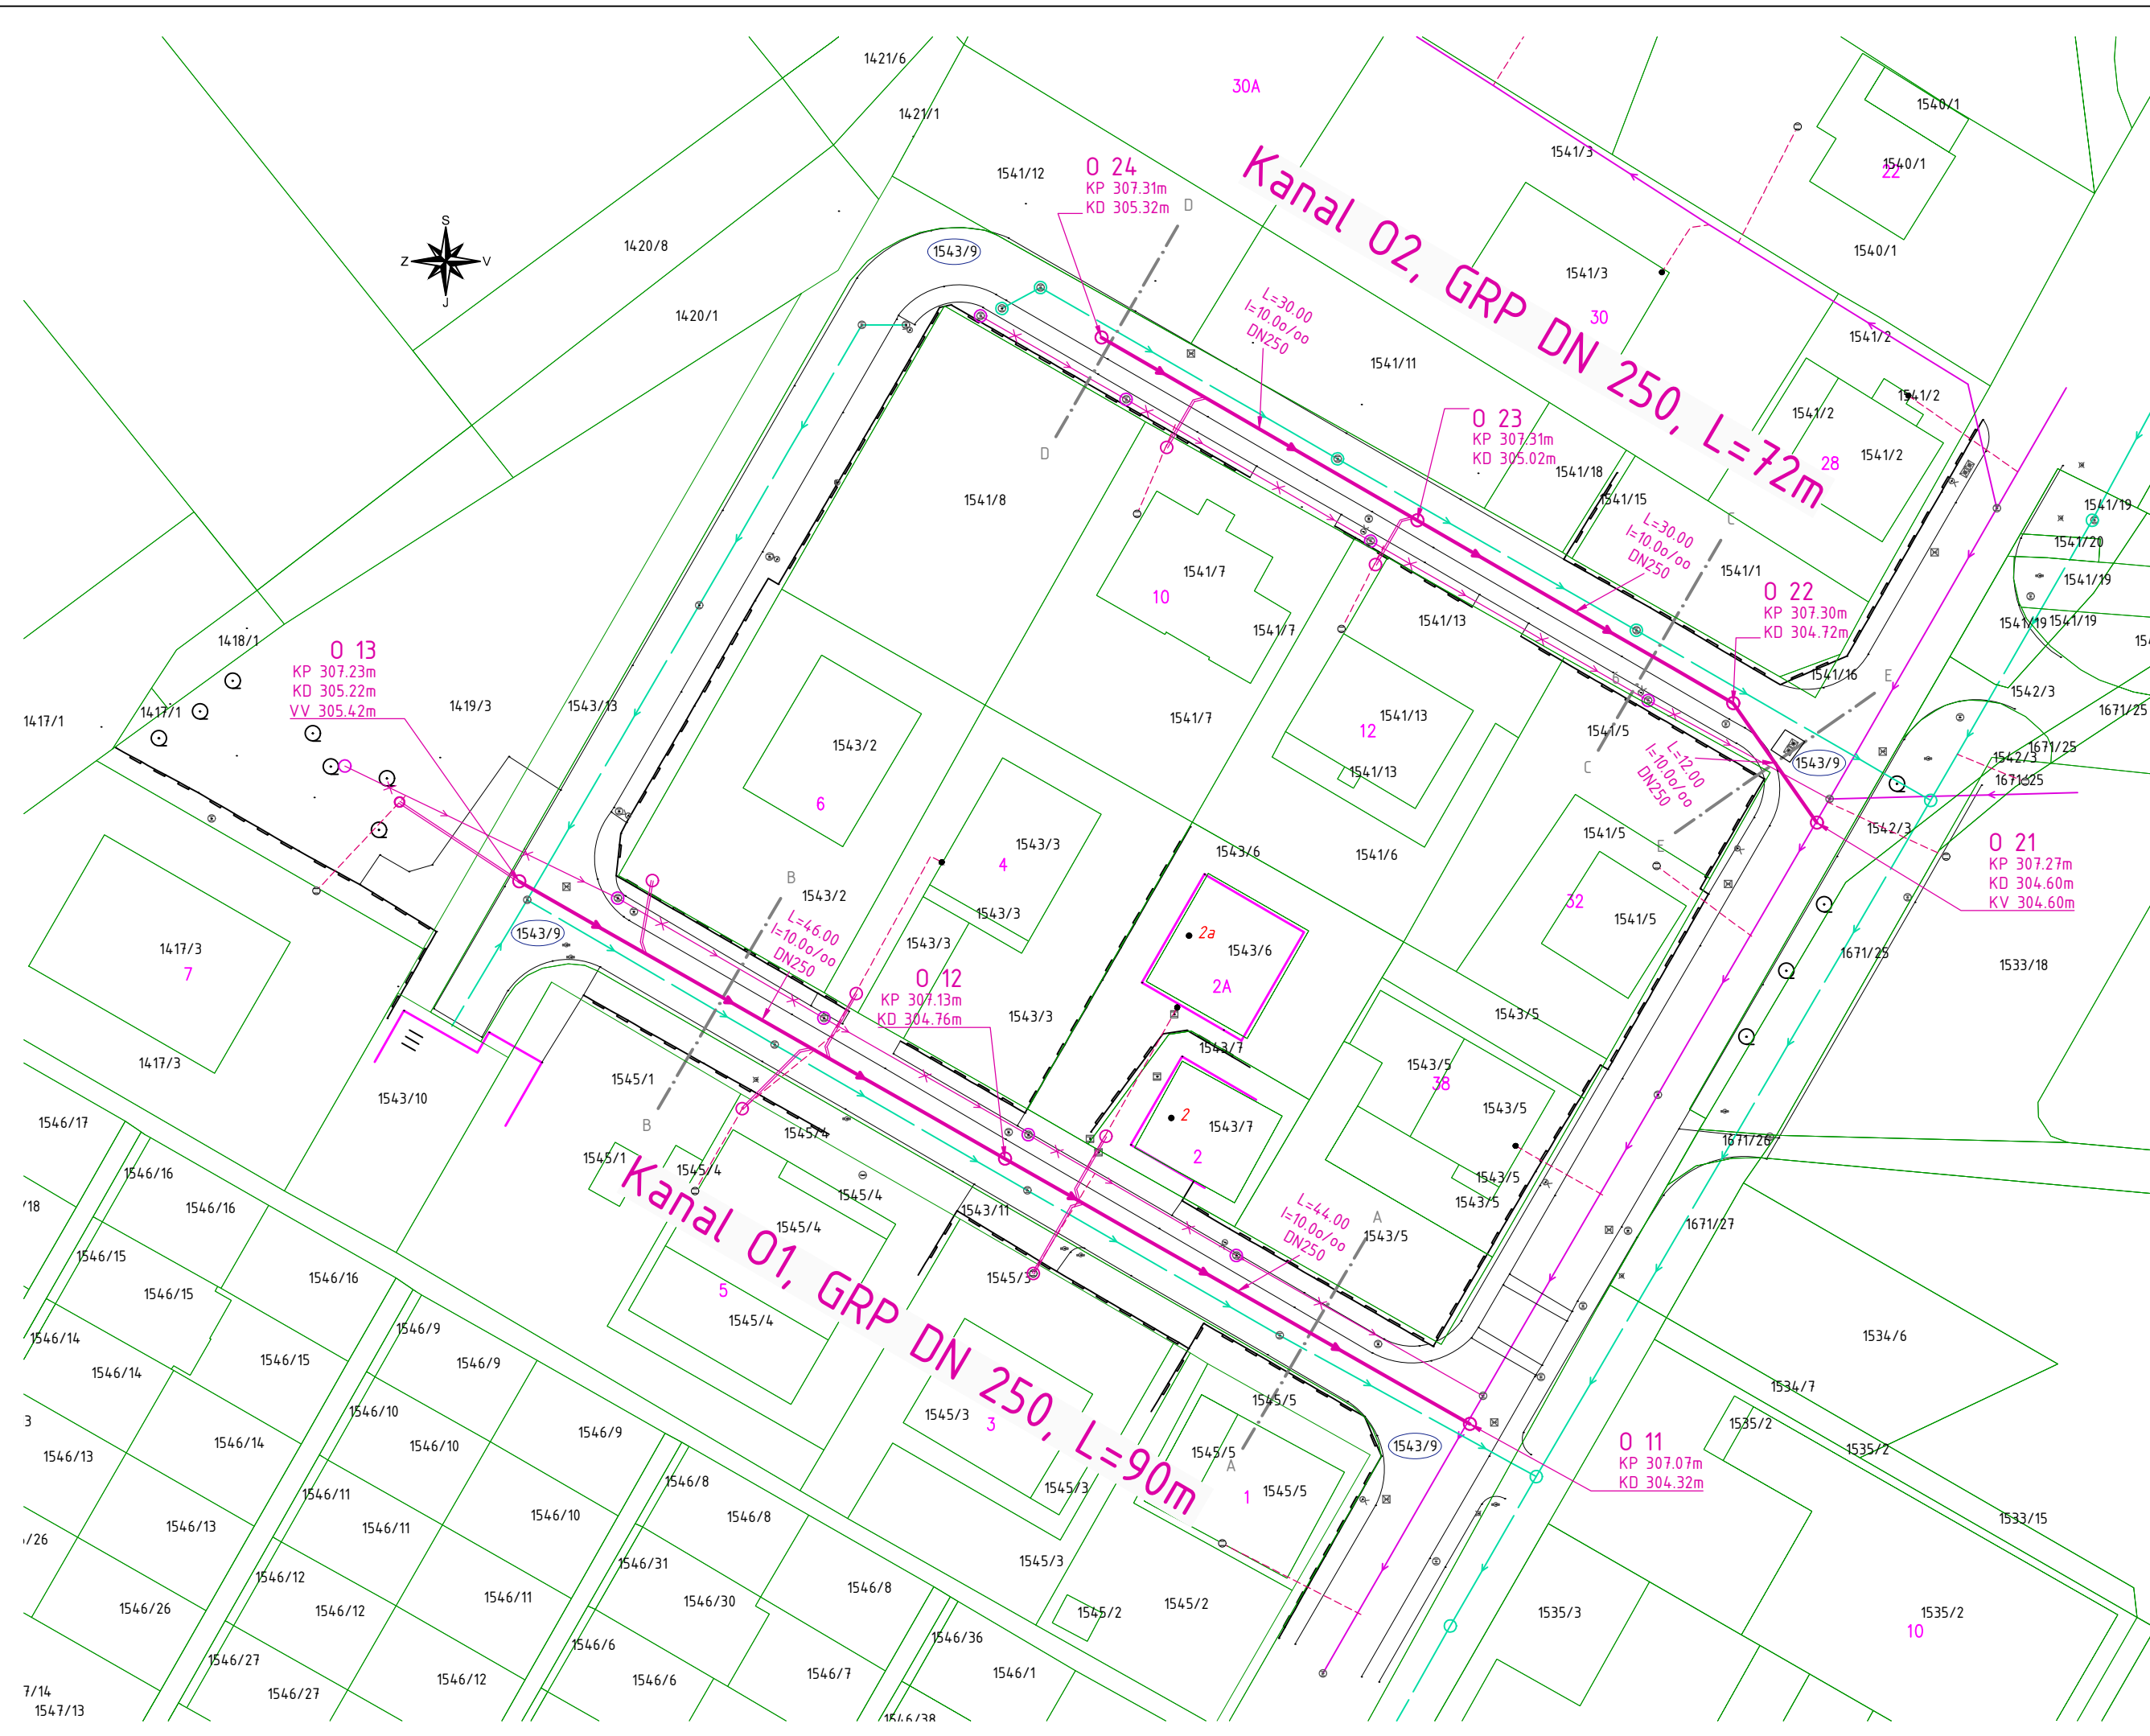 1421/6
30A
1421/1
1540/1
1541/3
1540/1
22
O 24
KP 307.31m
KD 305.32m
1541/12
D
S
Z
V
J
1420/8
1543/9
Kanal 02, GRP DN 250, L=72m
1540/1
1541/3
30
L=30.00
I=10.0o/oo
DN250
1420/1
1541/2
1541/11
1541/2
1541/2
1541/2
28
O 23
KP 307.31m
KD 305.02m
D
1541/18
1541/15
1541/8
1541/19
L=30.00
I=10.0o/oo
DN250
C
1541/20
1541/7
1541/1
1541/19
10
O 22
KP 307.30m
KD 304.72m
1541/13
1541/7
1541/19
1541/19
1418/1
O 13
KP 307.23m
KD 305.22m
VV 305.42m
1541/16
E
1542/3
1417/1
1417/1
1419/3
1543/13
1541/7
1541/13
12
1541/5
1671/25
1543/2
L=12.00
I=10.0o/oo
DN250
1671/25
1542/3
1543/9
C
1541/13
1671/25
6
1542/3
1541/5
1543/3
4
1543/6
1541/6
E
O 21
KP 307.27m
KD 304.60m
KV 304.60m
B
1543/2
32
1543/3
1541/5
L=46.00
I=10.0o/oo
DN250
1543/9
2a
1543/3
1543/6
1417/3
7
1671/25
1533/18
O 12
KP 307.13m
KD 304.76m
2A
1543/3
1543/5
1543/7
1417/3
1543/5
38
1545/1
1543/10
1543/5
2
1543/7
1546/17
B
1545/4
1671/26
1545/1
1545/4
2
1546/16
1543/5
1545/4
1543/5
Kanal 01, GRP DN 250, L=90m
1546/16
1543/11
L=44.00
I=10.0o/oo
DN250
A
1545/4
1671/27
1543/5
1546/15
1546/16
1545/3
5
1546/15
1545/4
1546/9
1546/14
1534/6
1546/15
1546/9
1546/14
1534/7
1545/5
1546/10
1545/3
3
1535/2
1546/9
1546/14
1546/10
1543/9
O 11
KP 307.07m
KD 304.32m
1545/5
A
1535/2
1546/13
1546/8
1545/3
1545/5
1
1546/11
1546/10
1546/8
1533/15
1546/13
1546/11
1545/3
1546/31
1546/12
1546/8
1546/11
1546/30
1546/26
1546/12
1545/2
1545/2
1535/3
1535/2
10
1546/36
1546/6
1546/27
1546/12
1546/6
1546/7
1546/1
1546/27
1547/13
1546/38